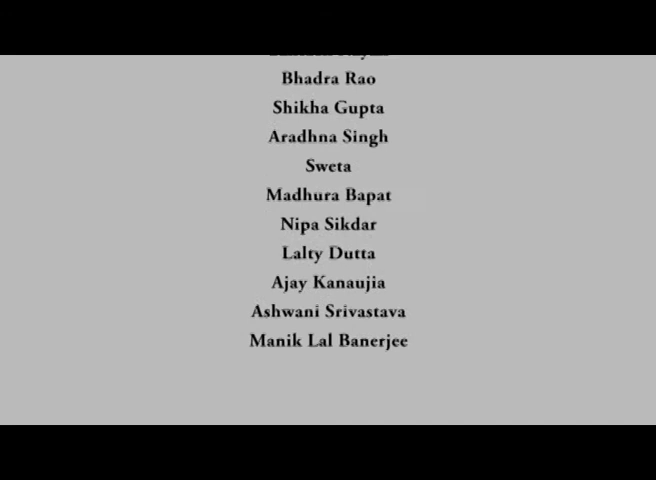 Bhadra Rao
Shikha Gupta
Aradhna Singh
Sweta
Madhura Bapat
Nipa Sikdar
Lalty Dutta
Ajay Kanaujia
Ashwani Srivastava
Manik Lal Banerjee